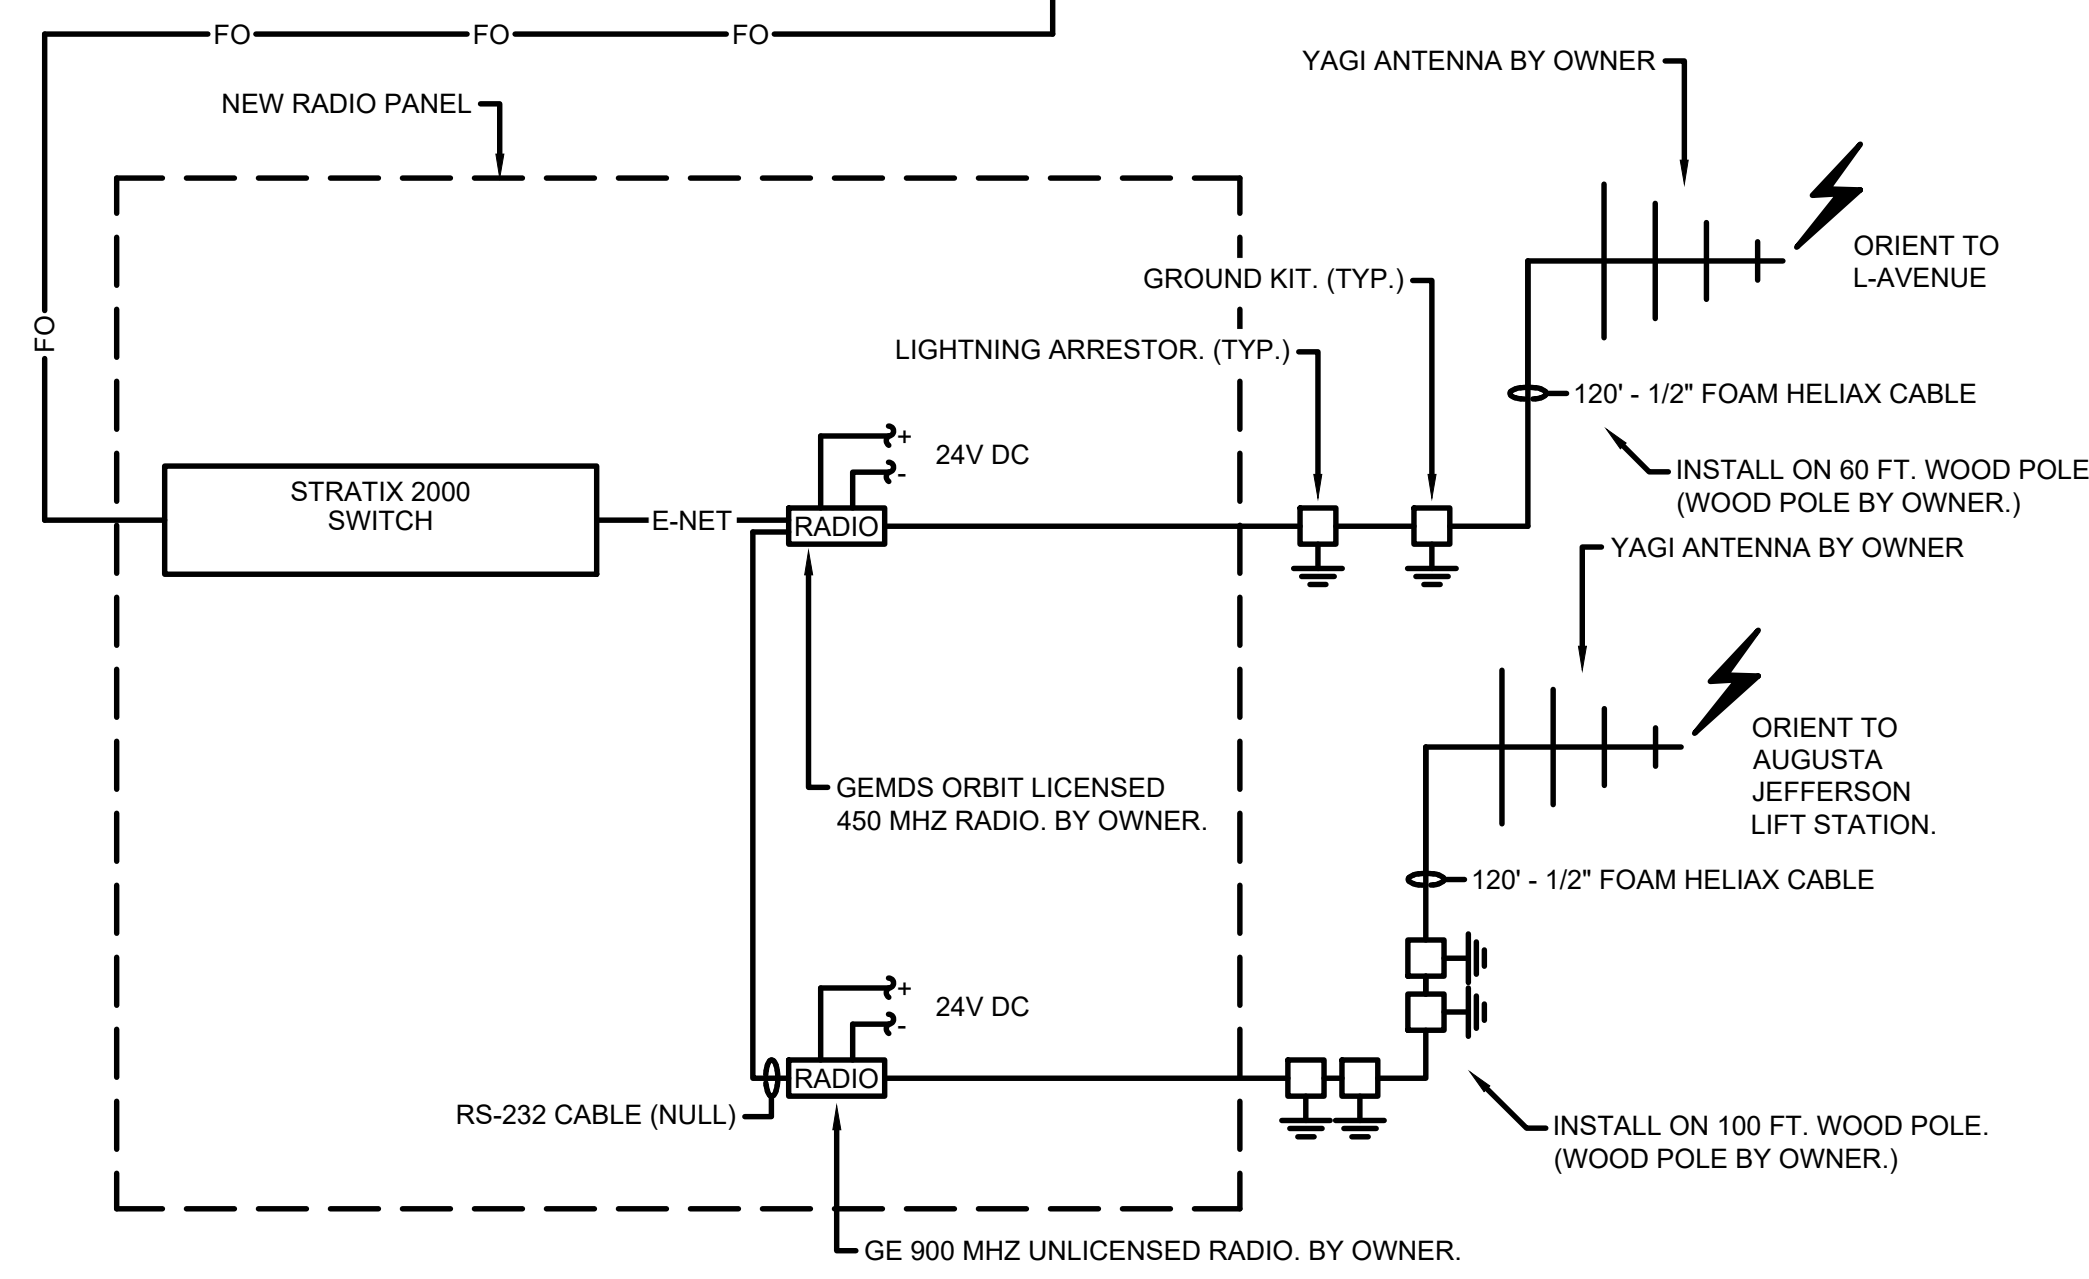 FO
FO
FO
YAGI ANTENNA BY OWNER
NEW RADIO PANEL
ORIENT TO
L-AVENUE
GROUND KIT. (TYP.)
FO
LIGHTNING ARRESTOR. (TYP.)
120' - 1/2" FOAM HELIAX CABLE
+
24V DC
-
INSTALL ON 60 FT. WOOD POLE
(WOOD POLE BY OWNER.)
STRATIX 2000
SWITCH
E-NET
RADIO
YAGI ANTENNA BY OWNER
ORIENT TO
AUGUSTA
JEFFERSON
LIFT STATION.
GEMDS ORBIT LICENSED
450 MHZ RADIO. BY OWNER.
120' - 1/2" FOAM HELIAX CABLE
+
24V DC
-
RADIO
RS-232 CABLE (NULL)
INSTALL ON 100 FT. WOOD POLE.
(WOOD POLE BY OWNER.)
GE 900 MHZ UNLICENSED RADIO. BY OWNER.